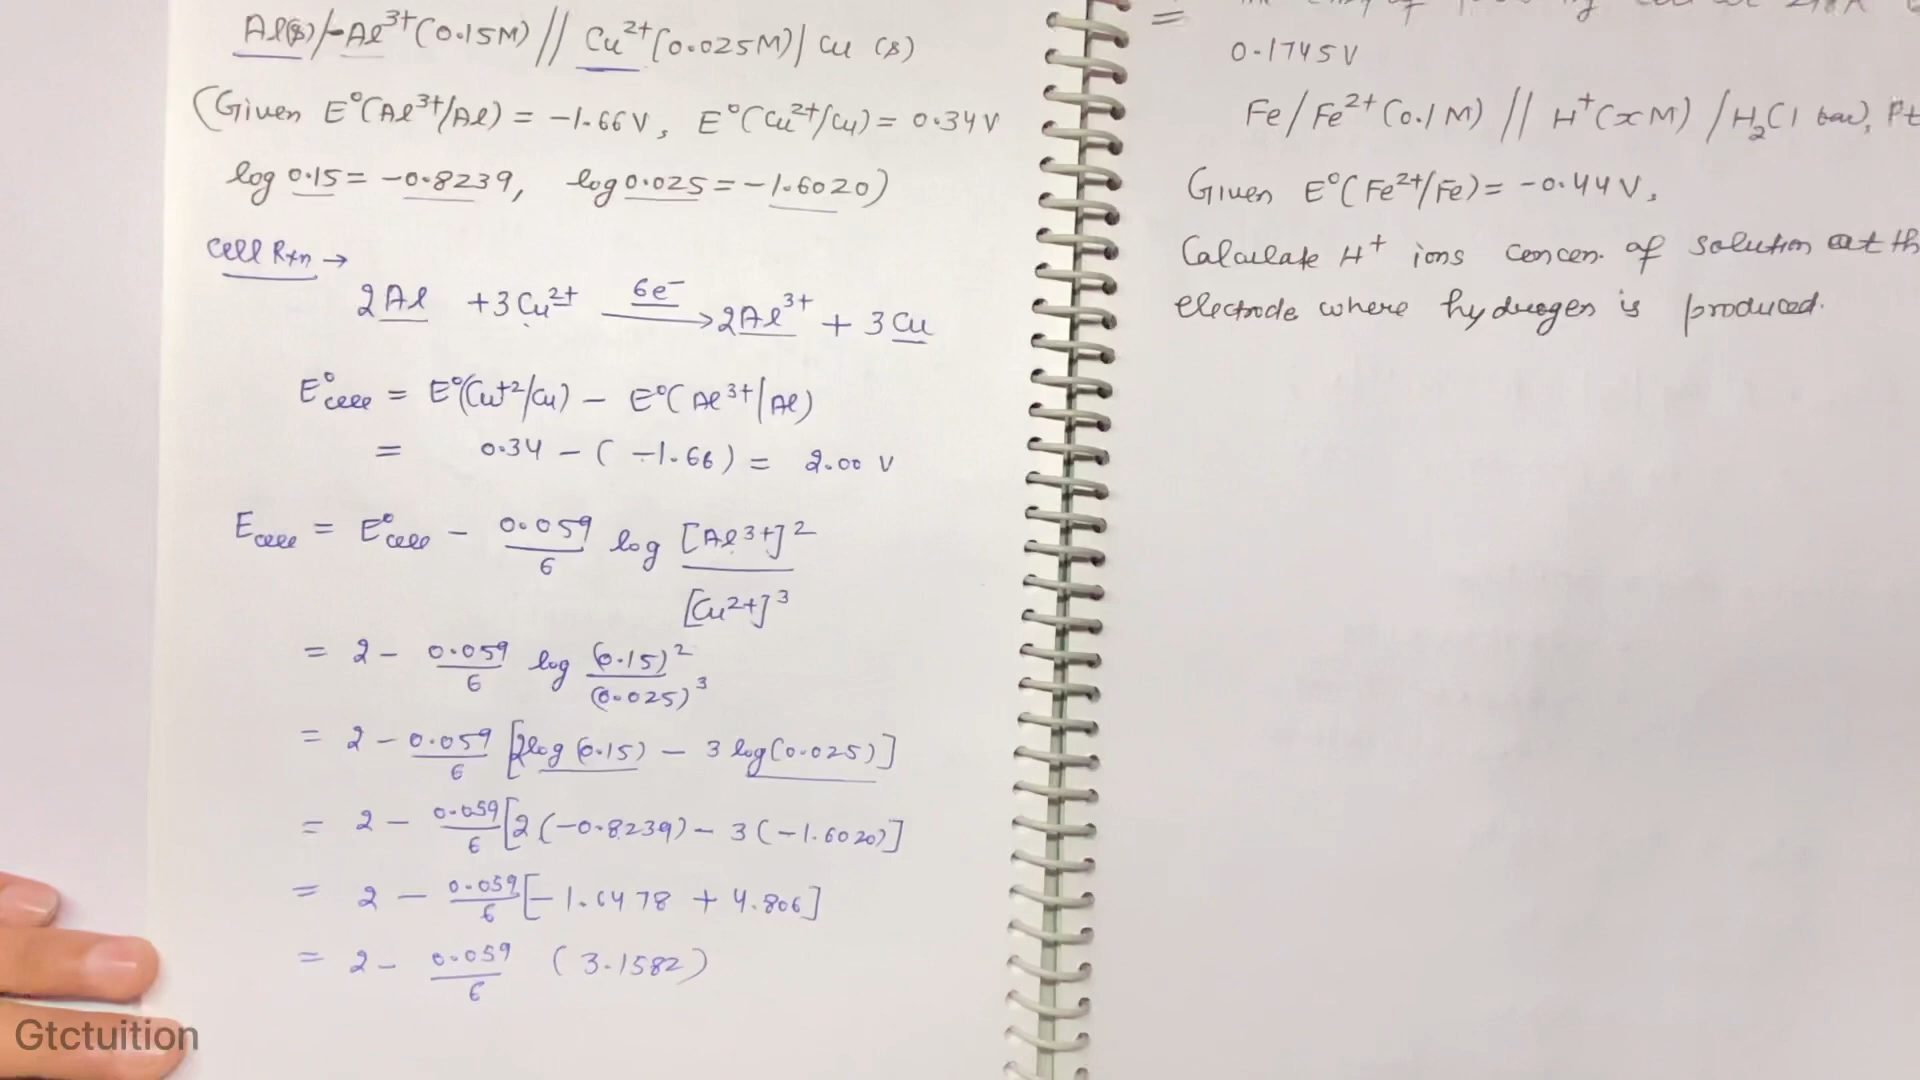 Al(s)/Al³⁺(0.15M)//Cu²⁺(0.025M)/Cu (s)
(Given E°(Al³⁺/Al) = -1.66V, E°(Cu²⁺/Cu) = 0.34V
log 0.15 = -0.8239, log 0.025 = -1.6020)
Cell Rxn →
2Al + 3Cu²⁺ 6e⁻ → 2Al³⁺ + 3Cu
E°cell = E°(Cu⁺²/Cu) - E°(Al³⁺/Al)
= 0.34 - (-1.66) = 2.00 V
Ecell = E°cell - 0.059/6 log [Al³⁺]²/[Cu²⁺]³
= 2 - 0.059/6 log (0.15)²/(0.025)³
= 2 - 0.059/6 [2log(0.15) - 3 log(0.025)]
= 2 - 0.059/6 [2(-0.8239) - 3(-1.6020)]
= 2 - 0.059/6 [-1.6478 + 4.806]
= 2 - 0.059/6 (3.1582)
0.1745V
Fe/Fe²⁺(0.1M)//H⁺(xM)/H₂(1 bar), Pt
Given E°(Fe²⁺/Fe) = -0.44V,
Calculate H⁺ ions concen. of solution at th
electrode where hydrogen is produced.
Gtctuition